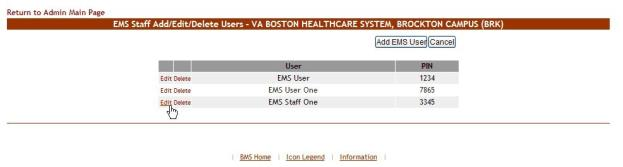 Return to Admin Main Page
EMS Staff Add/Edit/Delete Users - VA BOSTON HEALTHCARE SYSTEM, BROCKTON CAMPUS (BRK)
Add EMS User Cancel
User PIN
Edit Delete EMS User 1234
Edit Delete EMS User One 7865
Edit Delete EMS Staff One 3345
| BMS Home | Icon Legend | Information |